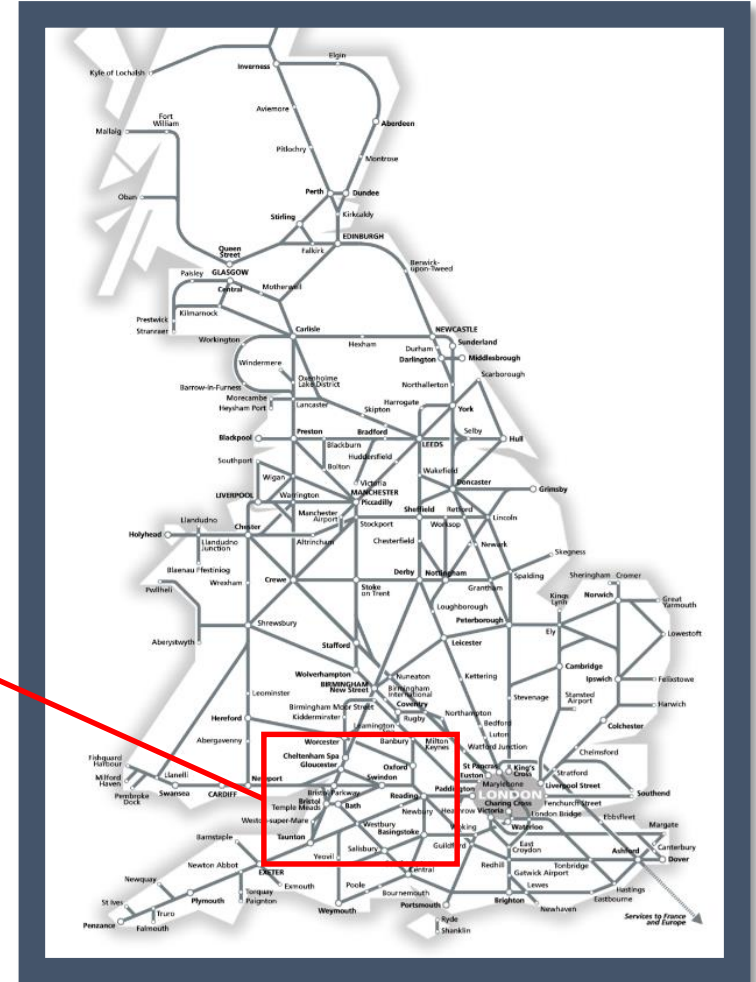 Kyle of Lochalsh
Inverness
Elgin
Aviemore
Aberdeen
Fort
William
Mallaig
Pitlochry
Montrose
Perth
Dundee
Oban
Stirling
Kirkcaldy
Falkirk
EDINBURGH
Queen
Street
GLASGOW
Central
Paisley
Motherwell
Berwick-
upon-Tweed
Prestwick
Kilmarnock
Stranraer
Carlisle
Hexham
NEWCASTLE
Sunderland
Durham
Darlington
Middlesbrough
Workington
Windermere
Oxenholme
Lake District
Northallerton
Scarborough
Barrow-in-Furness
Morecambe
Heysham Port
Lancaster
Skipton
Harrogate
York
Blackpool
Preston
Blackburn
Bradford
LEEDS
Selby
Hull
Southport
Bolton
Huddersfield
Wakefield
Wigan
Victoria
MANCHESTER
Piccadilly
Doncaster
Grimsby
LIVERPOOL
Warrington
Manchester
Airport
Stockport
Sheffield
Retford
Worksop
Lincoln
Llandudno
Holyhead
Llandudno
Junction
Chester
Altrincham
Chesterfield
Newark
Skegness
Blaenau Ffestiniog
Wrexham
Crewe
Stoke
on Trent
Derby
Nottingham
Grantham
Spalding
Sheringham
Cromer
Pwllheli
Loughborough
Kings
Lynn
Norwich
Great
Yarmouth
Shrewsbury
Peterborough
Ely
Lowestoft
Aberystwyth
Stafford
Leicester
Wolverhampton
BIRMINGHAM
New Street
Nuneaton
Birmingham
International
Kettering
Cambridge
Ipswich
Felixstowe
Leominster
Birmingham Moor Street
Coventry
Stevenage
Stansted
Airport
Harwich
Hereford
Kidderminster
Rugby
Northampton
Leamington
Bedford
Colchester
Abergavenny
Worcester
Banbury
Milton
Keynes
Luton
Watford Junction
Chelmsford
Fishguard
Harbour
Cheltenham Spa
Gloucester
Oxford
St Pancras
Euston
King's
Cross
Stratford
Milford
Haven
Llanelli
Newport
Swindon
Paddington
Marylebone
Liverpool Street
Pembroke
Dock
Swansea
CARDIFF
Bristol Parkway
Reading
LONDON
Southend
Bristol
Temple Meads
Bath
Newbury
Heathrow
Victoria
Charing Cross
Fenchurch Street
London Bridge
Ebbsfleet
Weston-super-Mare
Westbury
Basingstoke
Woking
Waterloo
Margate
Barnstaple
Taunton
Salisbury
Guildford
East
Croydon
Canterbury
Newton Abbot
Yeovil
Redhill
Tonbridge
Ashford
Dover
EXETER
Central
Gatwick Airport
Newquay
Exmouth
Poole
Bournemouth
Lewes
Hastings
Torquay
Paignton
Plymouth
Weymouth
Portsmouth
Brighton
Eastbourne
St Ives
Truro
Newhaven
Penzance
Falmouth
Ryde
Shanklin
Services to France
and Europe